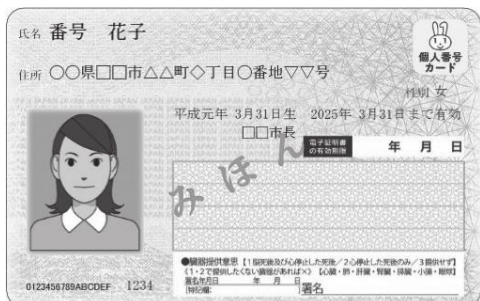 氏名 番号 花子
個人番号
カード
住所 ○○県□□市△△町◇丁目○番地▽▽号
性別 女
平成元年 3月31日生 2025年 3月31日まで有効
□□市長
電子証明書
の有効期限
年 月 日
みほん
●臓器提供意思【1脳死後及び心停止した死後/2心停止した死後のみ/3提供せず】
《1・2で提供したくない臓器があれば×》【心臓・肺・肝臓・腎臓・膵臓・小腸・眼球】
署名年月日 年 月 日
[特記欄: ] 署名
0123456789ABCDEF 1234